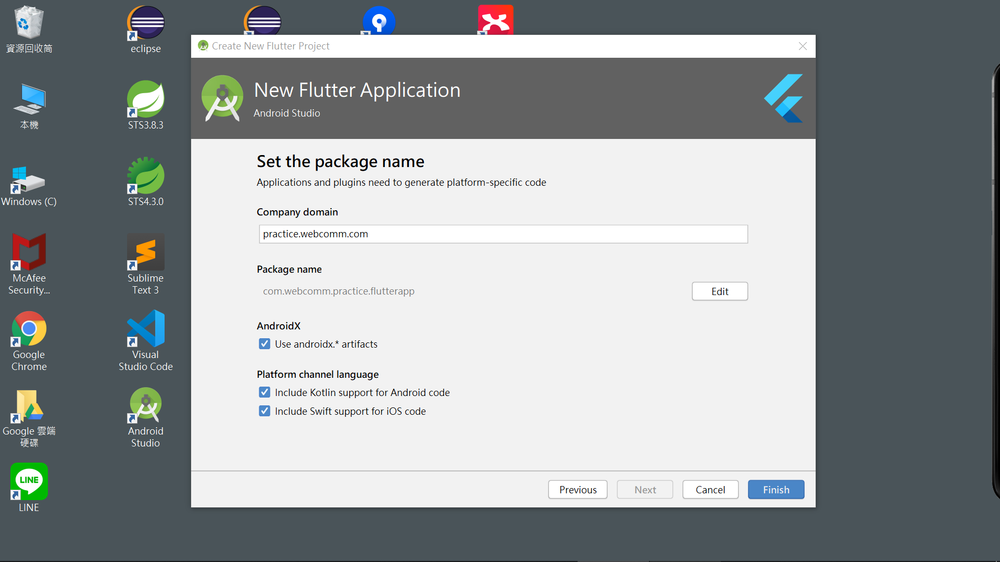 資源回收筒
eclipse
本機
STS3.8.3
Windows (C)
STS4.3.0
McAfee
Security...
Sublime
Text 3
Google
Chrome
Visual
Studio Code
Google 雲端
硬碟
Android
Studio
LINE
LINE
Create New Flutter Project
New Flutter Application
Android Studio
Set the package name
Applications and plugins need to generate platform-specific code
Company domain
practice.webcomm.com
Package name
com.webcomm.practice.flutterapp
Edit
AndroidX
Use androidx.* artifacts
Platform channel language
Include Kotlin support for Android code
Include Swift support for iOS code
Previous
Next
Cancel
Finish